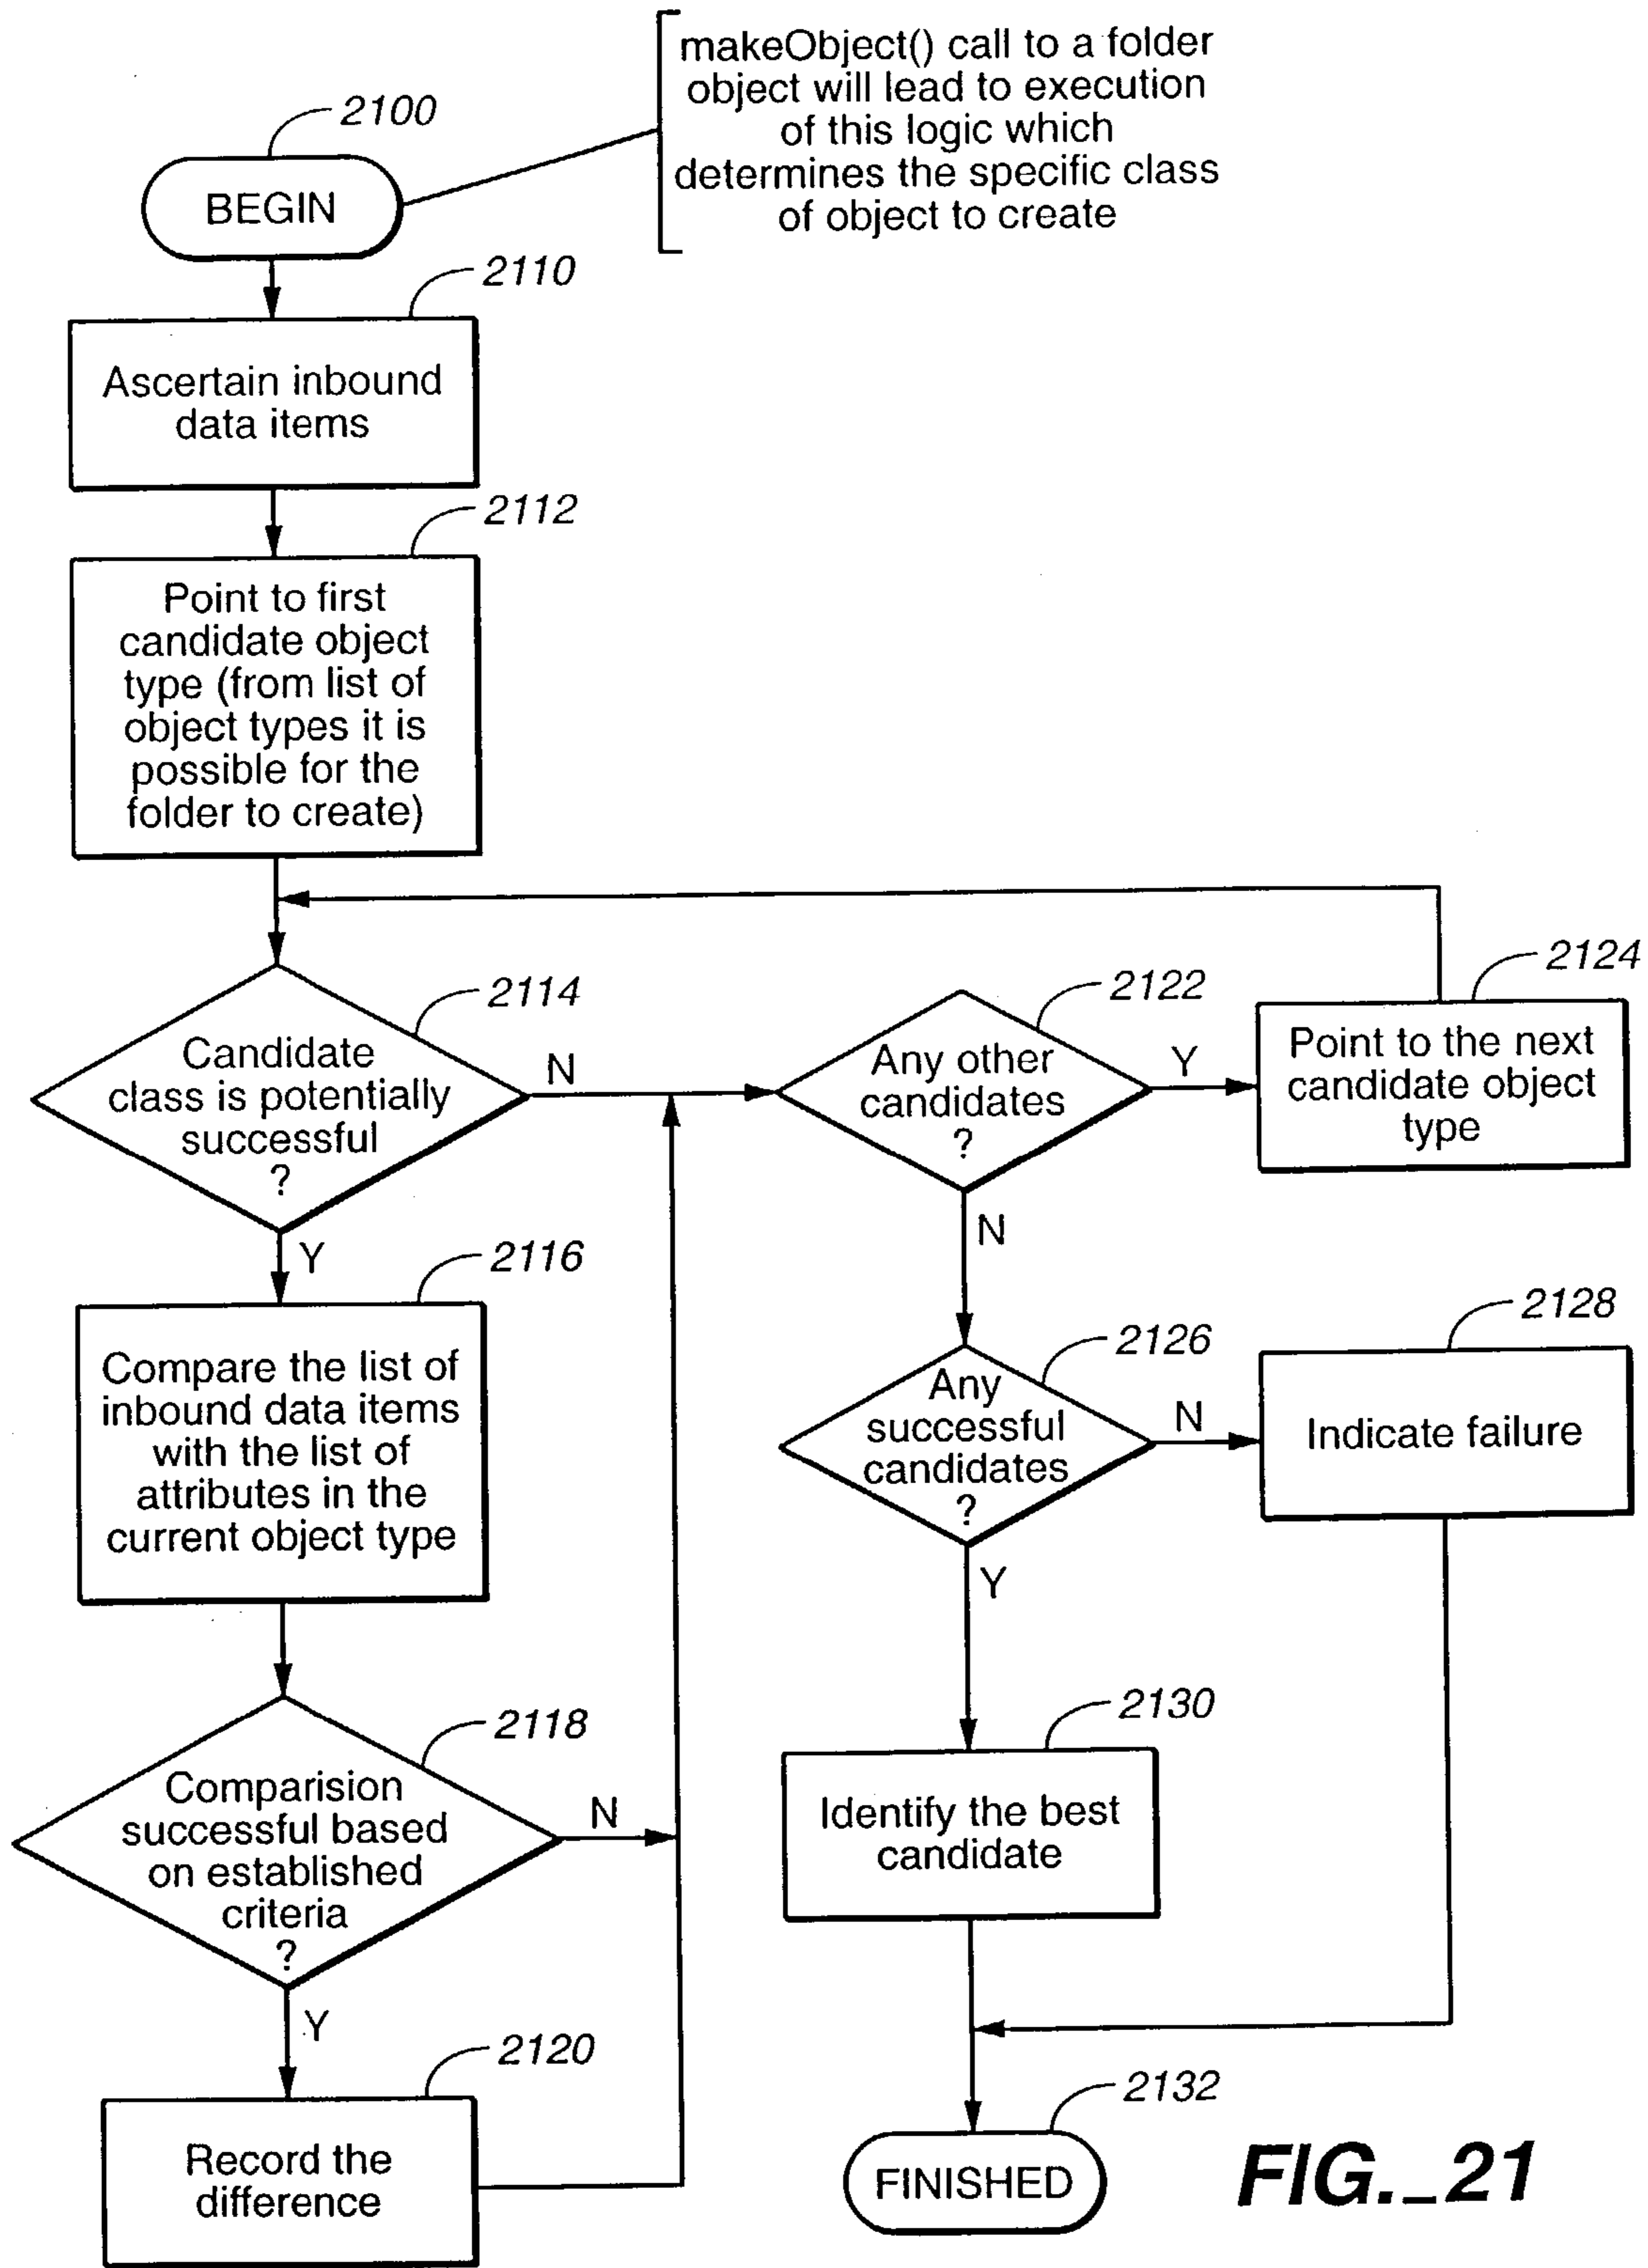 makeObject() call to a folder
object will lead to execution
of this logic which
determines the specific class
of object to create
2100
BEGIN
2110
Ascertain inbound
data items
2112
Point to first
candidate object
type (from list of
object types it is
possible for the
folder to create)
2114
Candidate
class is potentially
successful
?
N
Y
2122
Any other
candidates
?
Y
N
2124
Point to the next
candidate object
type
2116
Compare the list of
inbound data items
with the list of
attributes in the
current object type
2126
Any
successful
candidates
?
N
Y
2128
Indicate failure
2118
Comparision
successful based
on established
criteria
?
N
Y
2130
Identify the best
candidate
2120
Record the
difference
2132
FINISHED
FIG._21